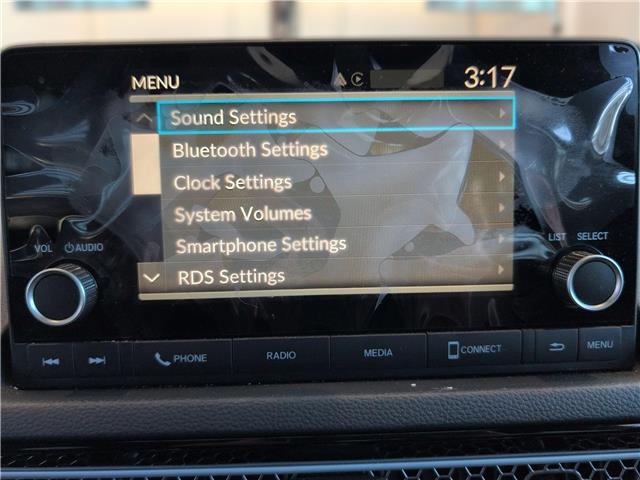 MENU 3:17
Sound Settings
Bluetooth Settings
Clock Settings
System Volumes
Smartphone Settings
RDS Settings
VOL AUDIO
LIST SELECT
PHONE RADIO MEDIA CONNECT MENU